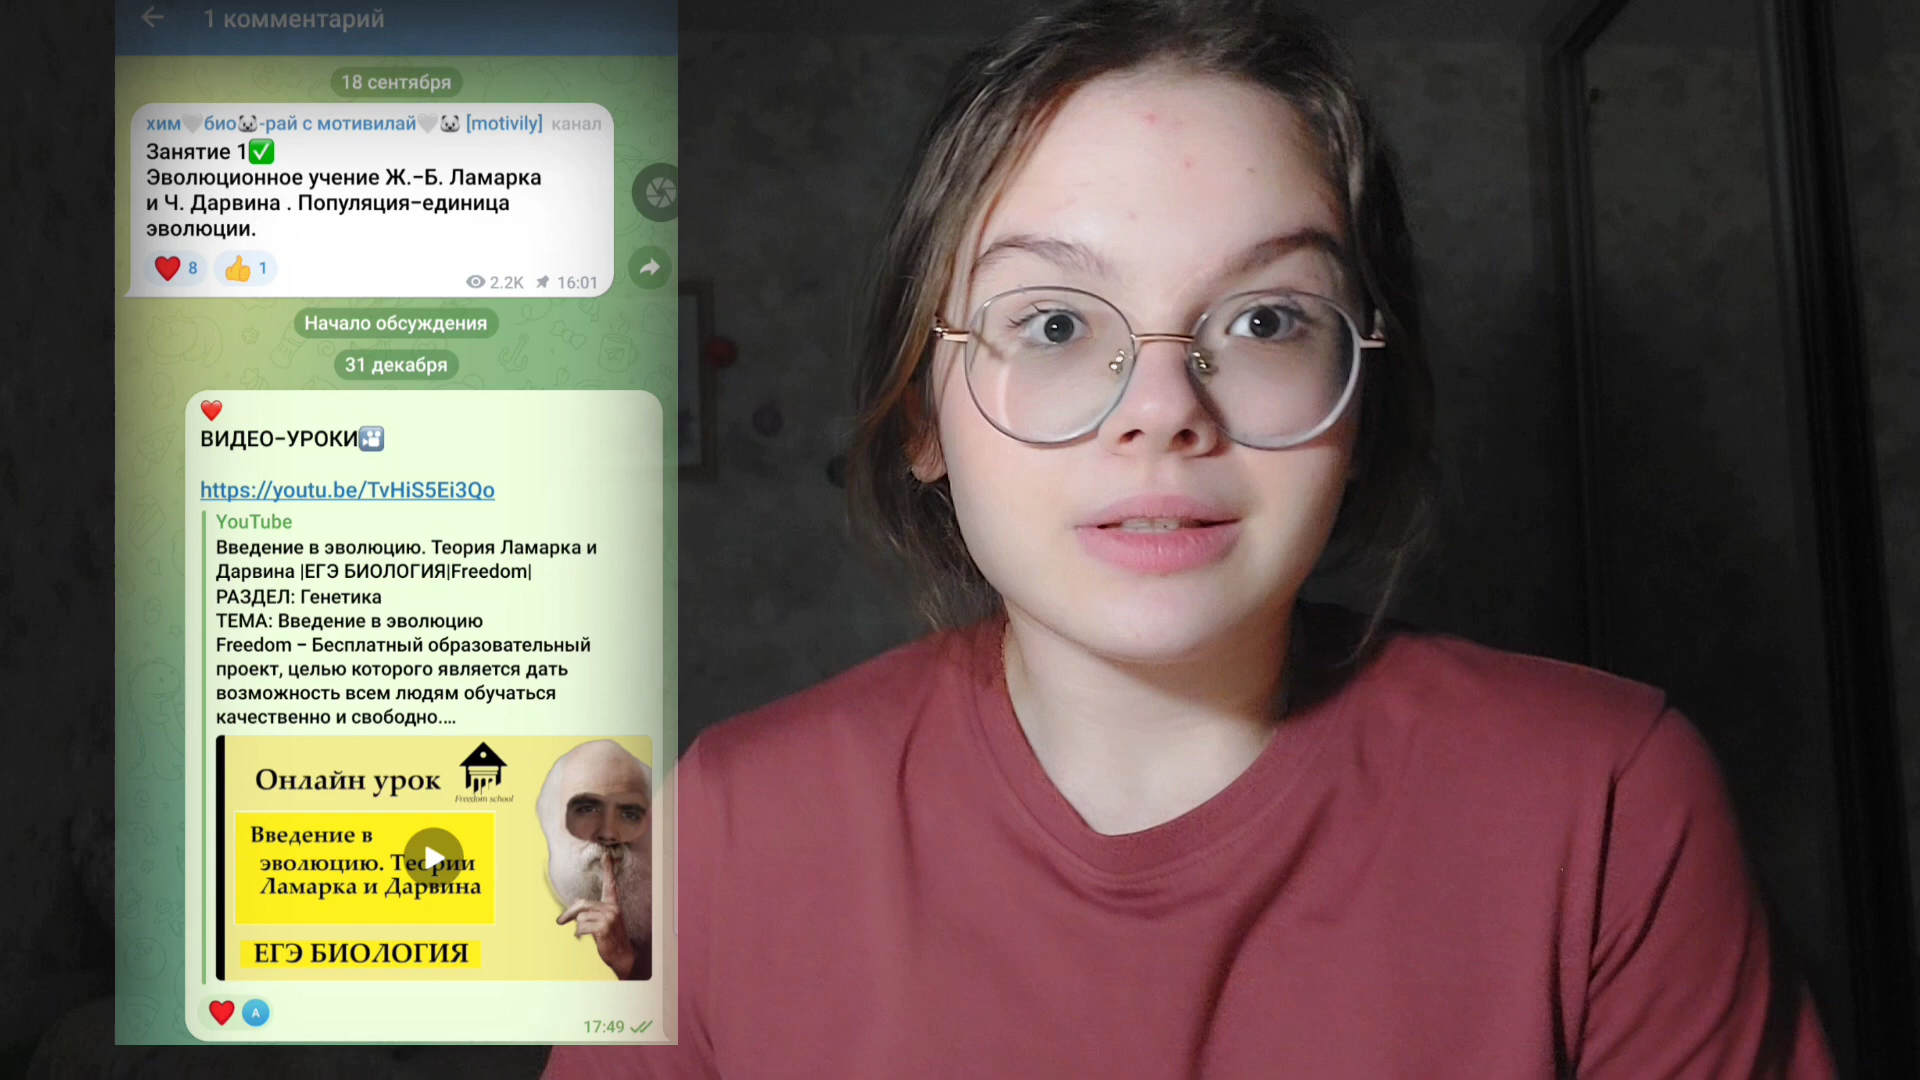 1 комментарий
18 сентября
хим🤍био🐼-рай с мотивилай🤍🐼 [motivily] канал
Занятие 1✅
Эволюционное учение Ж.-Б. Ламарка
и Ч. Дарвина . Популяция-единица
эволюции.
❤️ 8 👍 1
2.2K 16:01
Начало обсуждения
31 декабря
❤️
ВИДЕО-УРОКИ🎦
https://youtu.be/TvHiS5Ei3Qo
YouTube
Введение в эволюцию. Теория Ламарка и
Дарвина |ЕГЭ БИОЛОГИЯ|Freedom|
РАЗДЕЛ: Генетика
ТЕМА: Введение в эволюцию
Freedom - Бесплатный образовательный
проект, целью которого является дать
возможность всем людям обучаться
качественно и свободно....
Онлайн урок
Freedom school
Введение в
эволюцию. Теории
Ламарка и Дарвина
ЕГЭ БИОЛОГИЯ
❤️ А
17:49